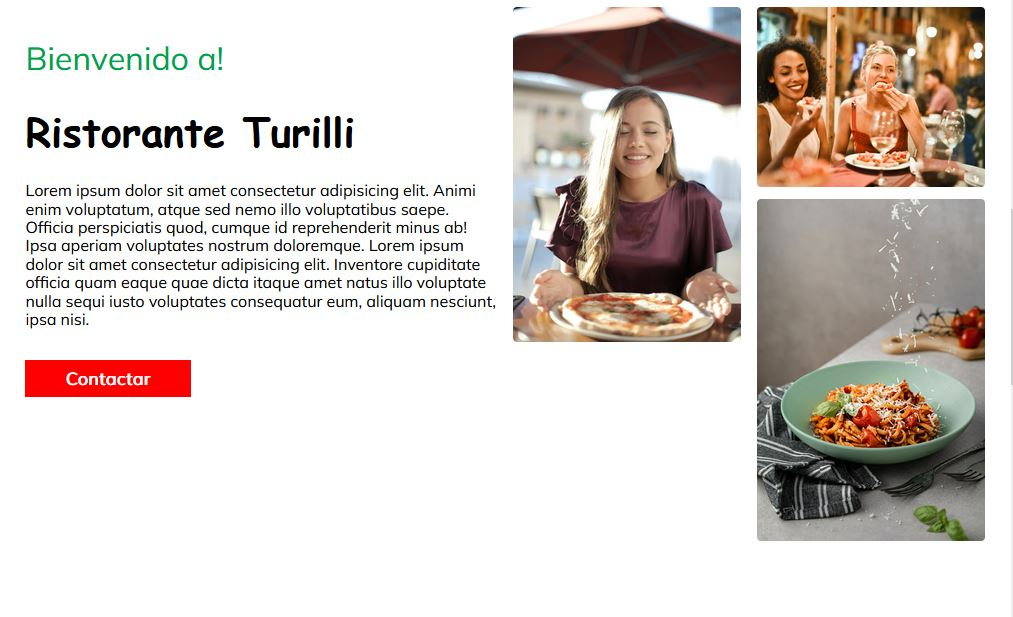 Bienvenido a!
Ristorante Turilli
Lorem ipsum dolor sit amet consectetur adipisicing elit. Animi
enim voluptatum, atque sed nemo illo voluptatibus saepe.
Officia perspiciatis quod, cumque id reprehenderit minus ab!
Ipsa aperiam voluptates nostrum doloremque. Lorem ipsum
dolor sit amet consectetur adipisicing elit. Inventore cupiditate
officia quam eaque quae dicta itaque amet natus illo voluptate
nulla sequi iusto voluptates consequatur eum, aliquam nesciunt,
ipsa nisi.
Contactar